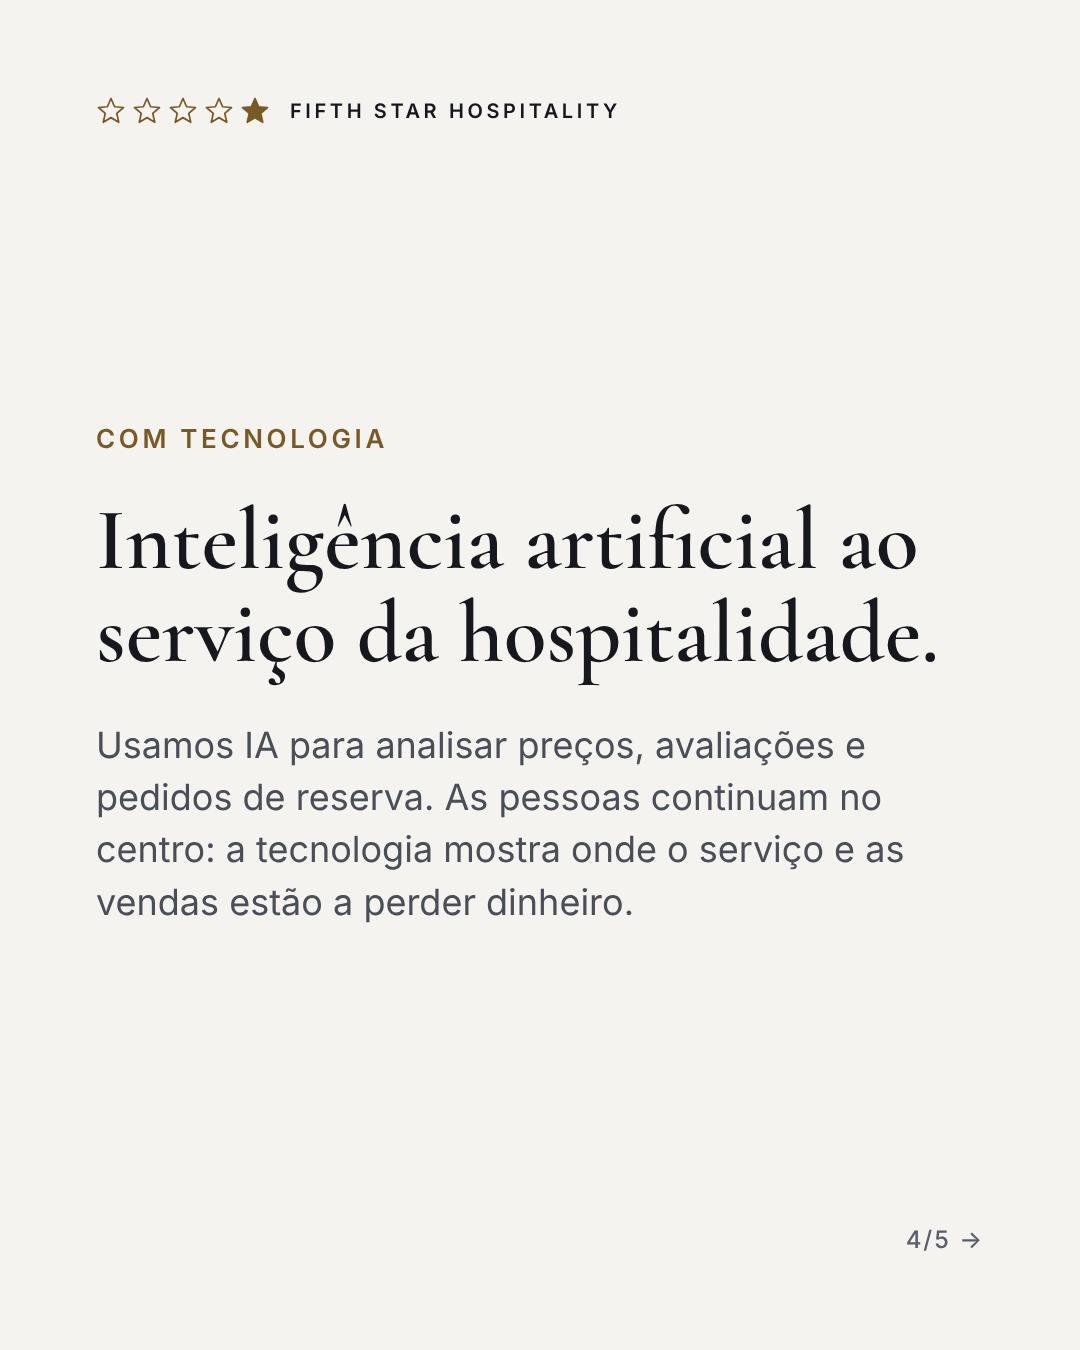 FIFTH STAR HOSPITALITY
COM TECNOLOGIA
Inteligência artificial ao
serviço da hospitalidade.
Usamos IA para analisar preços, avaliações e
pedidos de reserva. As pessoas continuam no
centro: a tecnologia mostra onde o serviço e as
vendas estão a perder dinheiro.
4/5 →